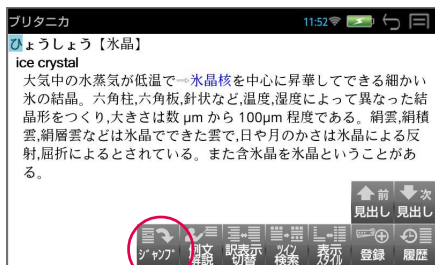 ブリタニカ 11:52
ひょうしょう【氷晶】
ice crystal
大気中の水蒸気が低温で→氷晶核を中心に昇華してできる細かい
氷の結晶。六角柱,六角板,針状など,温度,湿度によって異なった結
晶形をつくり,大きさは数 μm から 100μm 程度である。絹雲,絹積
雲,絹層雲などは氷晶でできた雲で,日や月のかさは氷晶による反
射,屈折によるとされている。また含氷晶を氷晶ということがあ
る。
前 次
見出し 見出し
ジャンプ 例文解説 訳表示切替 ツイン検索 表示スタイル 登録 履歴